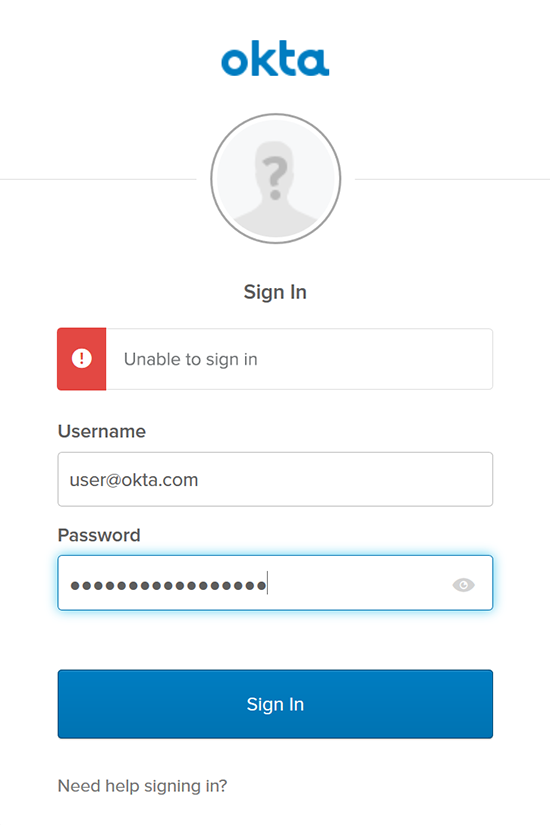 okta
?
Sign In
!
Unable to sign in
Username
user@okta.com
Password
•••••••••••••••••
Sign In
Need help signing in?